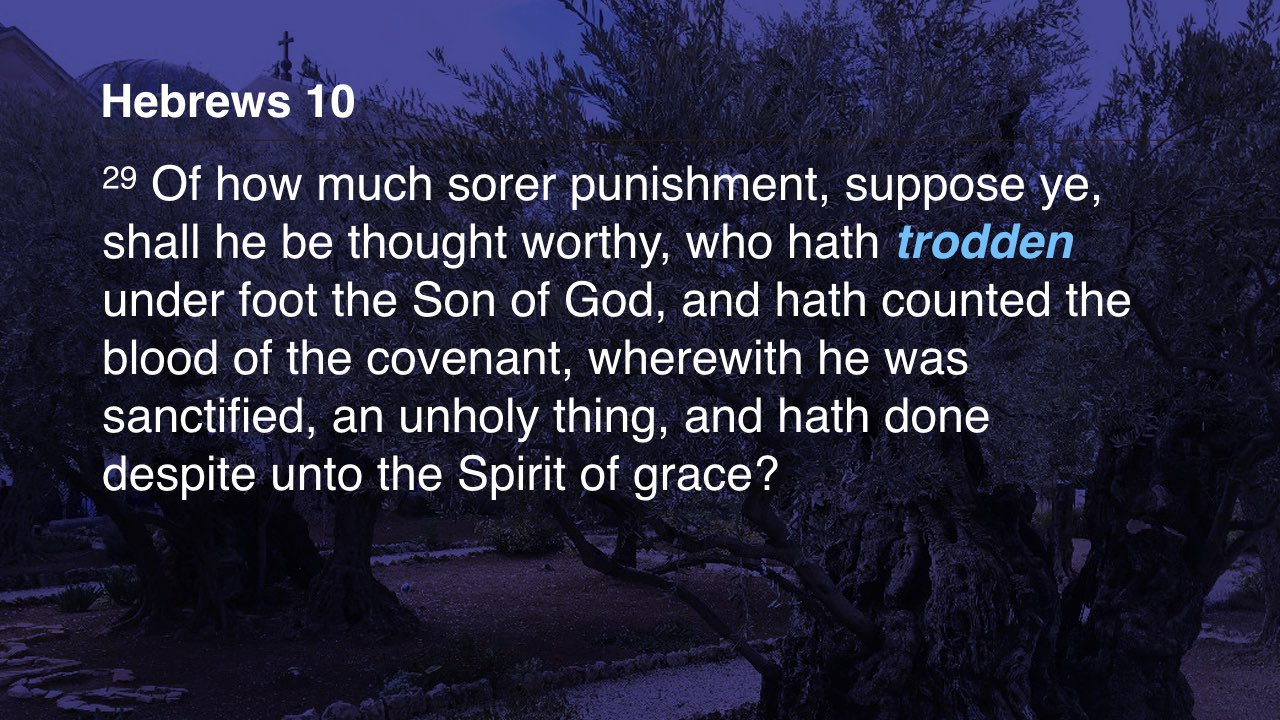 Hebrews 10
29 Of how much sorer punishment, suppose ye,
shall he be thought worthy, who hath trodden
under foot the Son of God, and hath counted the
blood of the covenant, wherewith he was
sanctified, an unholy thing, and hath done
despite unto the Spirit of grace?